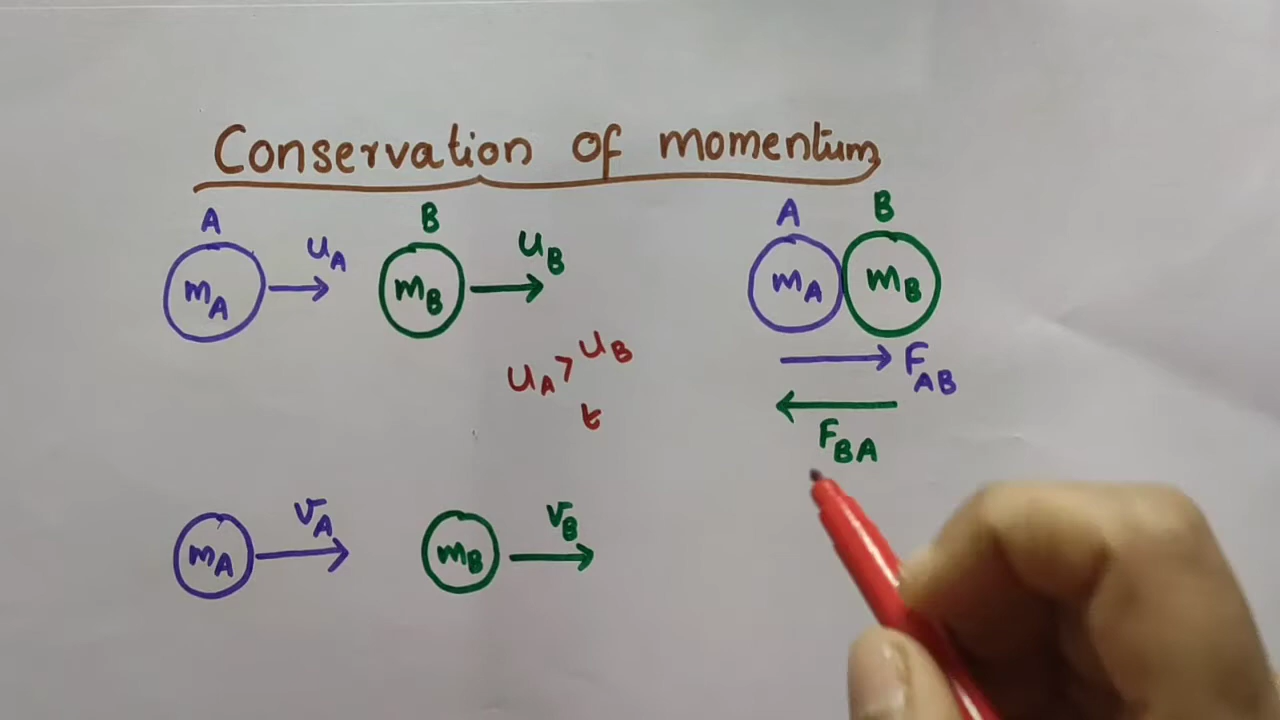 Conservation of momentum
A B A B
mA uA mB uB mA mB
uA > uB
t
FAB
FBA
mA vA mB vB